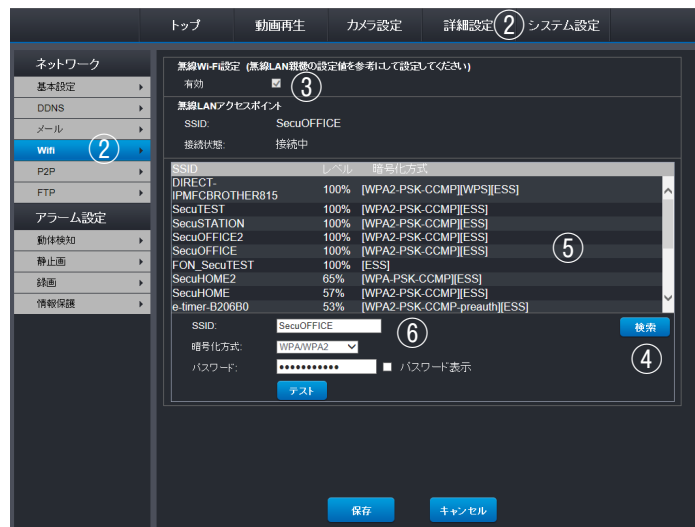 トップ 動画再生 カメラ設定 詳細設定 ② システム設定
ネットワーク
基本設定
DDNS
メール
Wifi ②
P2P
FTP
アラーム設定
動体検知
静止画
録画
情報保護
無線Wi-Fi設定 (無線LAN親機の設定値を参考にして設定してください)
有効 ③
無線LANアクセスポイント
SSID: SecuOFFICE
接続状態: 接続中
SSID レベル 暗号化方式
DIRECT-
IPMFCBROTHER815 100% [WPA2-PSK-CCMP][WPS][ESS]
SecuTEST 100% [WPA2-PSK-CCMP][ESS]
SecuSTATION 100% [WPA2-PSK-CCMP][ESS]
SecuOFFICE2 100% [WPA2-PSK-CCMP][ESS]
SecuOFFICE 100% [WPA2-PSK-CCMP][ESS]
⑤
FON_SecuTEST 100% [ESS]
SecuHOME2 65% [WPA-PSK-CCMP][ESS]
SecuHOME 57% [WPA2-PSK-CCMP][ESS]
e-timer-B206B0 53% [WPA2-PSK-CCMP-preauth][ESS]
SSID: SecuOFFICE ⑥ 検索
暗号化方式: WPA/WPA2
④
パスワード: ●●●●●●●●●●● パスワード表示
テスト
保存 キャンセル